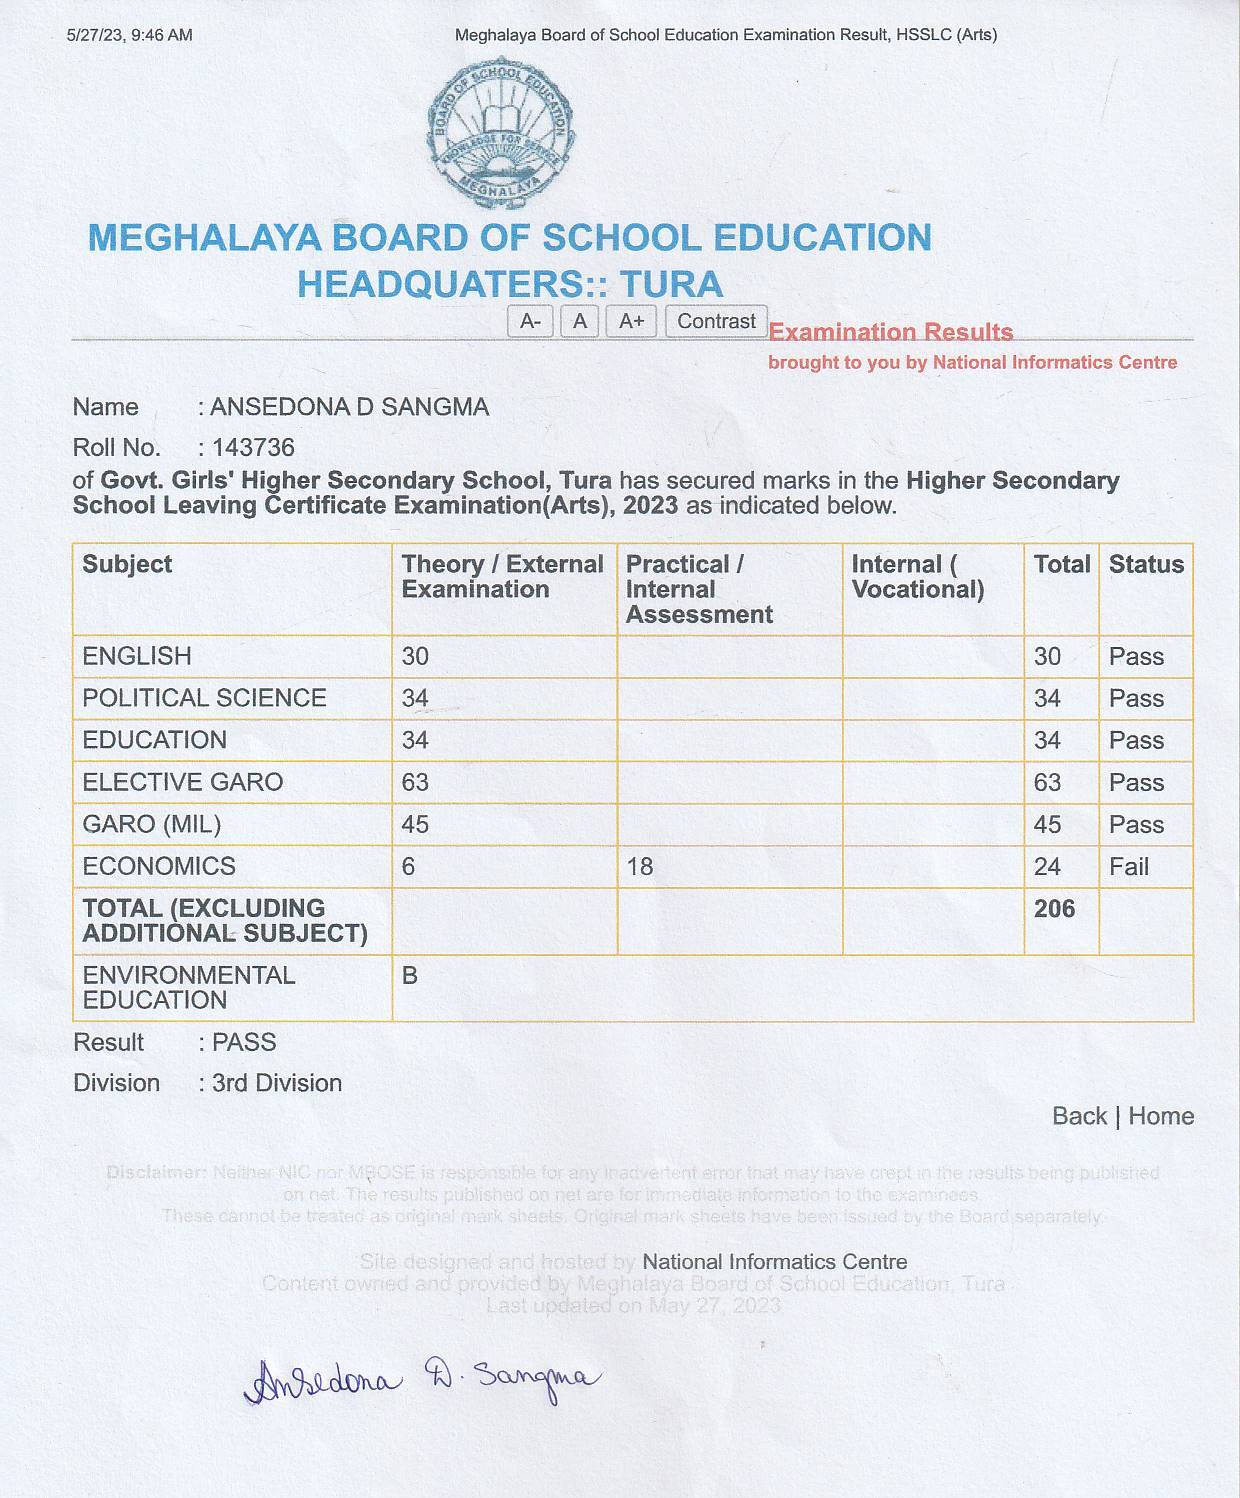 5/27/23, 9:46 AM Meghalaya Board of School Education Examination Result, HSSLC (Arts)
BOARD OF SCHOOL EDUCATION
KNOWLEDGE FOR SERVICE
MEGHALAYA
MEGHALAYA BOARD OF SCHOOL EDUCATION
HEADQUATERS:: TURA
A- A A+ Contrast
Examination Results
brought to you by National Informatics Centre
Name : ANSEDONA D SANGMA
Roll No. : 143736
of Govt. Girls' Higher Secondary School, Tura has secured marks in the Higher Secondary
School Leaving Certificate Examination(Arts), 2023 as indicated below.
Subject Theory / External Practical / Internal ( Total Status
Examination Internal Vocational)
Assessment
ENGLISH 30 30 Pass
POLITICAL SCIENCE 34 34 Pass
EDUCATION 34 34 Pass
ELECTIVE GARO 63 63 Pass
GARO (MIL) 45 45 Pass
ECONOMICS 6 18 24 Fail
TOTAL (EXCLUDING 206
ADDITIONAL SUBJECT)
ENVIRONMENTAL B
EDUCATION
Result : PASS
Division : 3rd Division
Back | Home
Disclaimer: Neither NIC nor MBOSE is responsible for any inadvertent error that may have crept in the results being published
on net. The results published on net are for immediate information to the examinees.
These cannot be treated as original mark sheets. Original mark sheets have been issued by the Board separately.
Site designed and hosted by National Informatics Centre
Content owned and provided by Meghalaya Board of School Education, Tura
Last updated on May 27, 2023
Ansedona D. Sangma